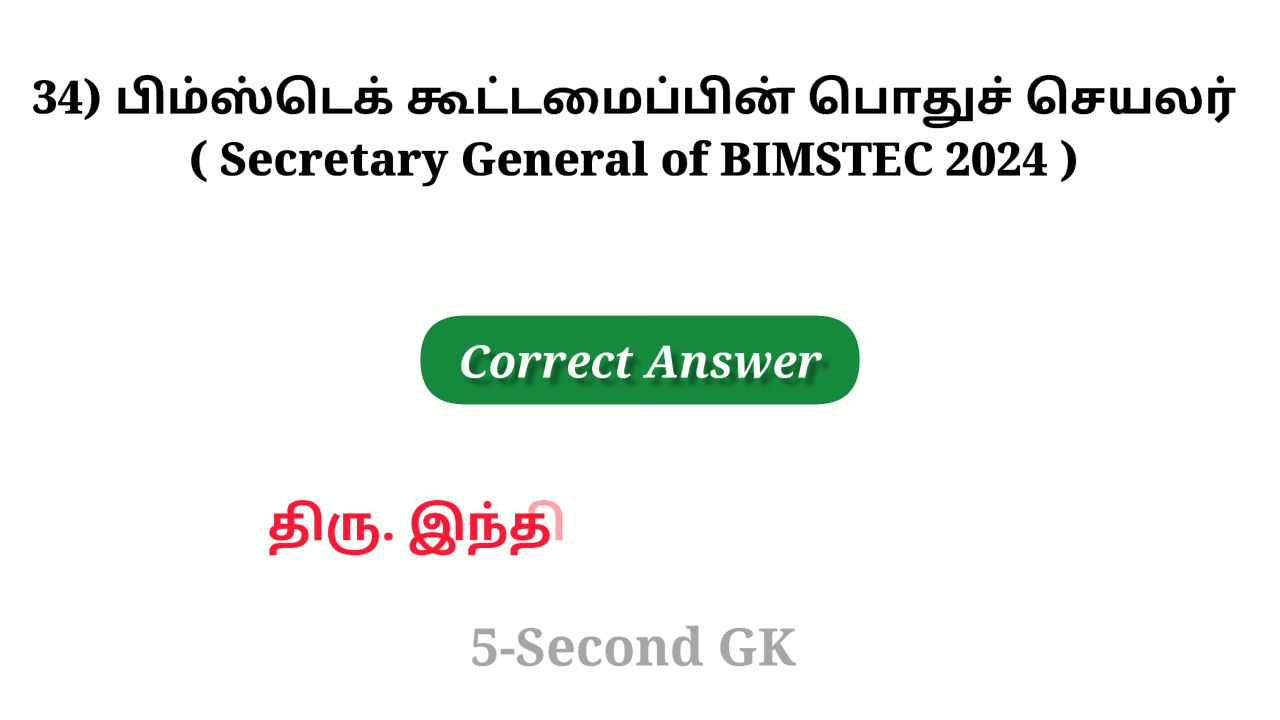 34) பிம்ஸ்டெக் கூட்டமைப்பின் பொதுச் செயலர்
( Secretary General of BIMSTEC 2024 )
Correct Answer
திரு. இந்தி
5-Second GK